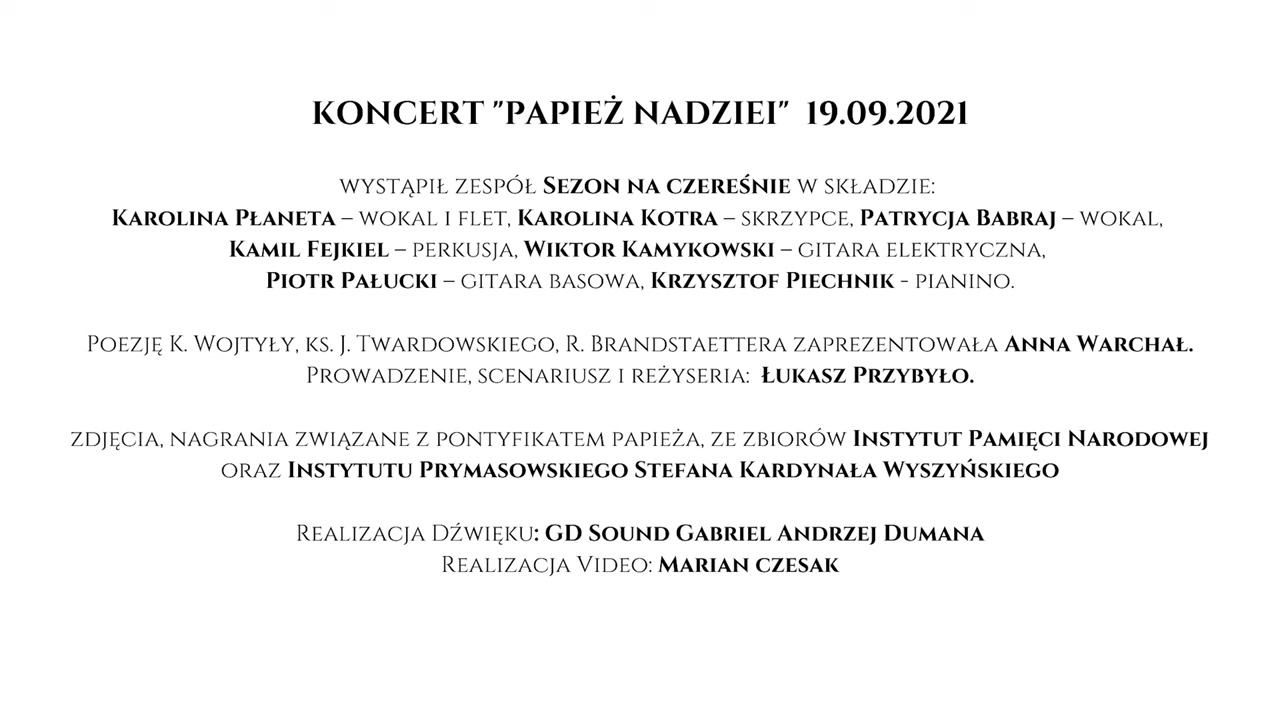 KONCERT "PAPIEŻ NADZIEI" 19.09.2021
WYSTĄPIŁ ZESPÓŁ SEZON NA CZEREŚNIE W SKŁADZIE:
KAROLINA PŁANETA – WOKAL I FLET, KAROLINA KOTRA – SKRZYPCE, PATRYCJA BABRAJ – WOKAL,
KAMIL FEJKIEL – PERKUSJA, WIKTOR KAMYKOWSKI – GITARA ELEKTRYCZNA,
PIOTR PAŁUCKI – GITARA BASOWA, KRZYSZTOF PIECHNIK - PIANINO.
POEZJĘ K. WOJTYŁY, KS. J. TWARDOWSKIEGO, R. BRANDSTAETTERA ZAPREZENTOWAŁA ANNA WARCHAŁ.
PROWADZENIE, SCENARIUSZ I REŻYSERIA: ŁUKASZ PRZYBYŁO.
ZDJĘCIA, NAGRANIA ZWIĄZANE Z PONTYFIKATEM PAPIEŻA, ZE ZBIORÓW INSTYTUT PAMIĘCI NARODOWEJ
ORAZ INSTYTUTU PRYMASOWSKIEGO STEFANA KARDYNAŁA WYSZYŃSKIEGO
REALIZACJA DŹWIĘKU: GD SOUND GABRIEL ANDRZEJ DUMANA
REALIZACJA VIDEO: MARIAN CZESAK